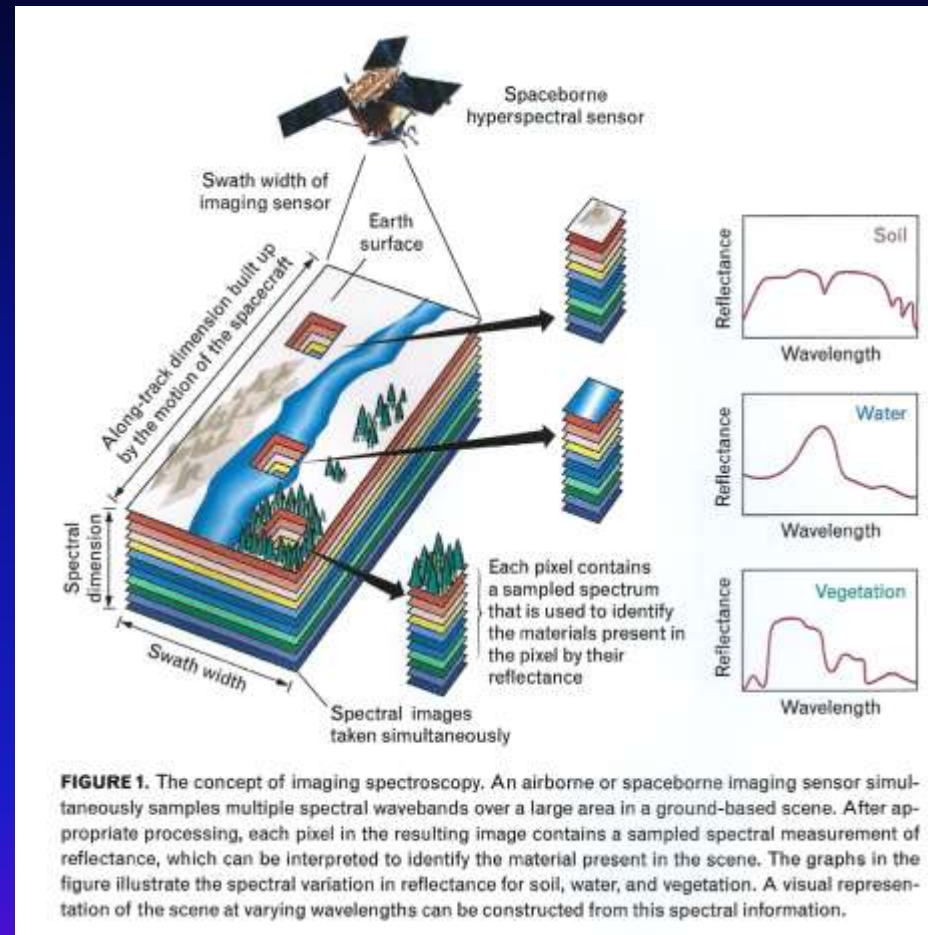 Spaceborne
hyperspectral sensor
Swath width of
imaging sensor
Earth
surface
Along-track dimension built up
by the motion of the spacecraft
Spectral
dimension
Swath width
Spectral images
taken simultaneously
Each pixel contains
a sampled spectrum
that is used to identify
the materials present in
the pixel by their
reflectance
Soil
Reflectance
Wavelength
Water
Reflectance
Wavelength
Vegetation
Reflectance
Wavelength
FIGURE 1. The concept of imaging spectroscopy. An airborne or spaceborne imaging sensor simul-
taneously samples multiple spectral wavebands over a large area in a ground-based scene. After ap-
propriate processing, each pixel in the resulting image contains a sampled spectral measurement of
reflectance, which can be interpreted to identify the material present in the scene. The graphs in the
figure illustrate the spectral variation in reflectance for soil, water, and vegetation. A visual represen-
tation of the scene at varying wavelengths can be constructed from this spectral information.